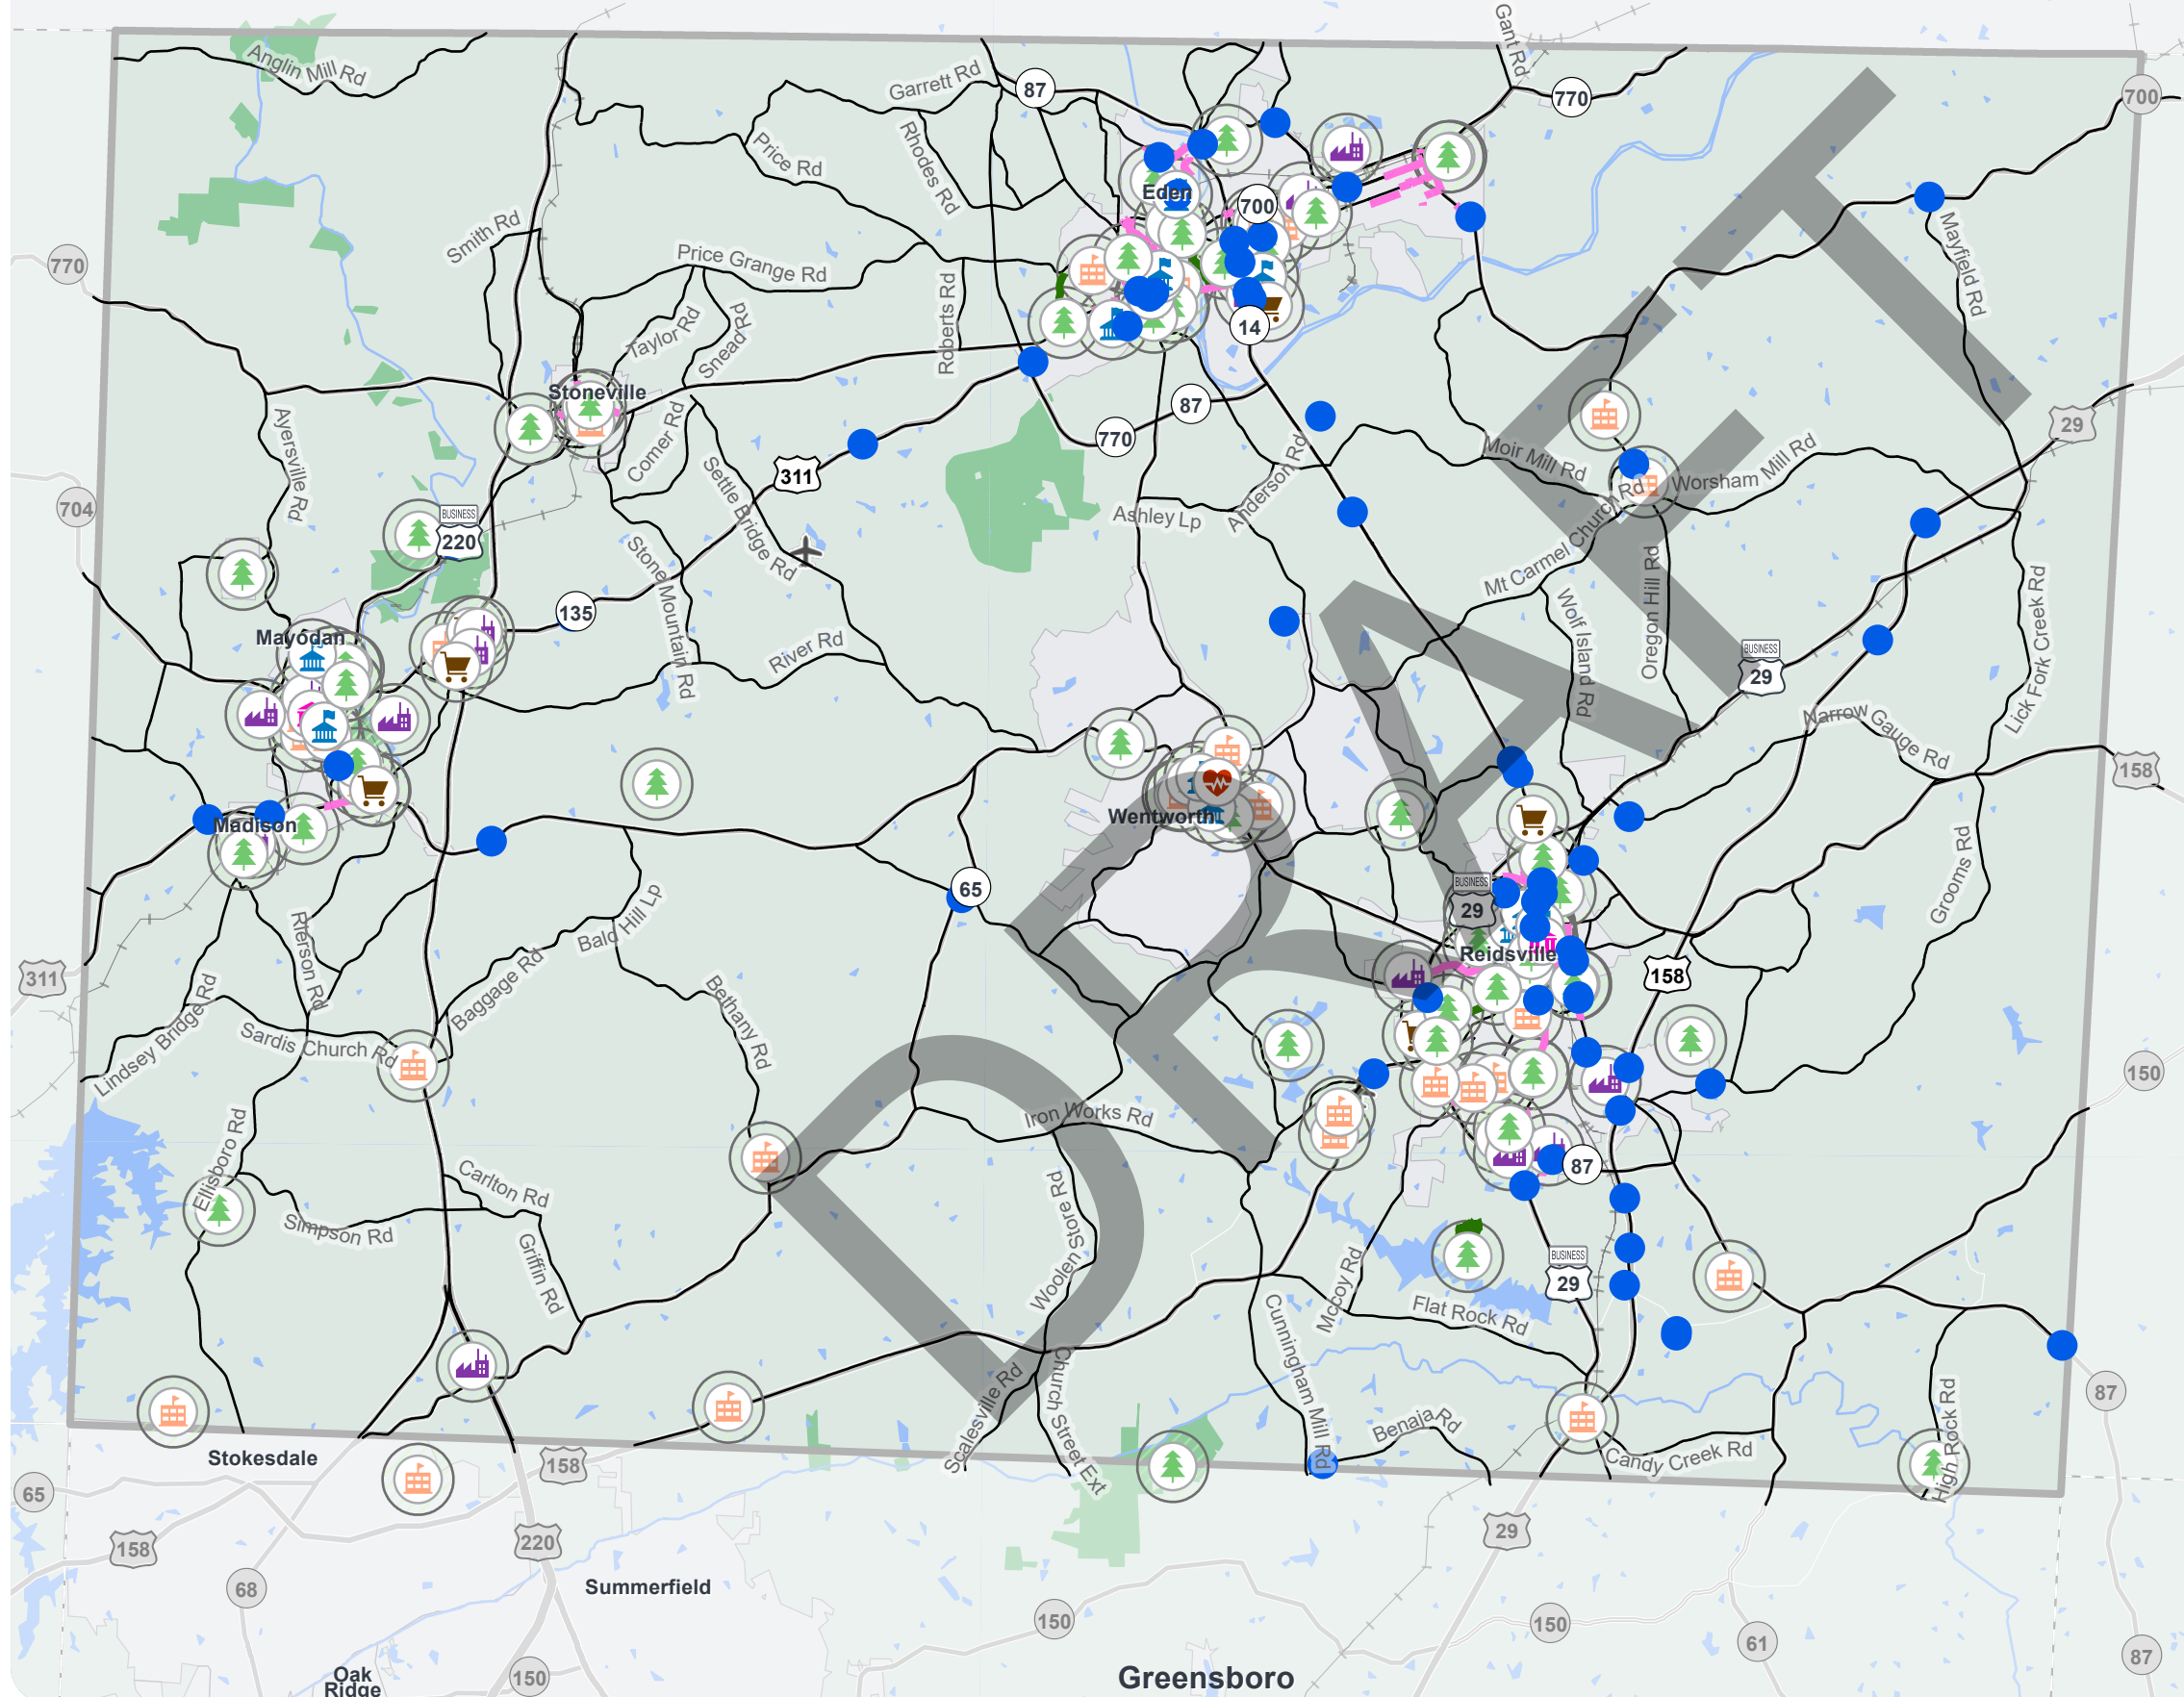 Anglin Mill Rd
Garrett Rd
87
Gant Rd
770
700
Price Rd
Rhodes Rd
Eden
700
Smith Rd
Mayfield Rd
770
Price Grange Rd
Roberts Rd
Taylor Rd
Snead Rd
14
Stoneville
87
770
29
Ayersville Rd
Comer Rd
311
Settle Bridge Rd
Anderson Rd
Moir Mill Rd
Worsham Mill Rd
704
BUSINESS
220
Ashley Lp
Mt Carmel Church Rd
Oregon Hill Rd
Stone Mountain Rd
135
Wolf Island Rd
Lick Fork Creek Rd
Mayodan
River Rd
BUSINESS
29
Narrow Gauge Rd
158
Madison
Wentworth
65
BUSINESS
29
Grooms Rd
Bald Hill Lp
Reidsville
158
311
Rierson Rd
Baggage Rd
Bethany Rd
Lindsey Bridge Rd
Sardis Church Rd
150
Iron Works Rd
Ellisboro Rd
Carlton Rd
87
Simpson Rd
Griffin Rd
Woolen Store Rd
Mccoy Rd
BUSINESS
29
Flat Rock Rd
Cunningham Mill Rd
Scalesville Rd
Church Street Ext
87
High Rock Rd
Benaja Rd
Candy Creek Rd
Stokesdale
158
65
158
220
29
68
Summerfield
150
150
61
87
Oak
Ridge
150
Greensboro
DRAFT